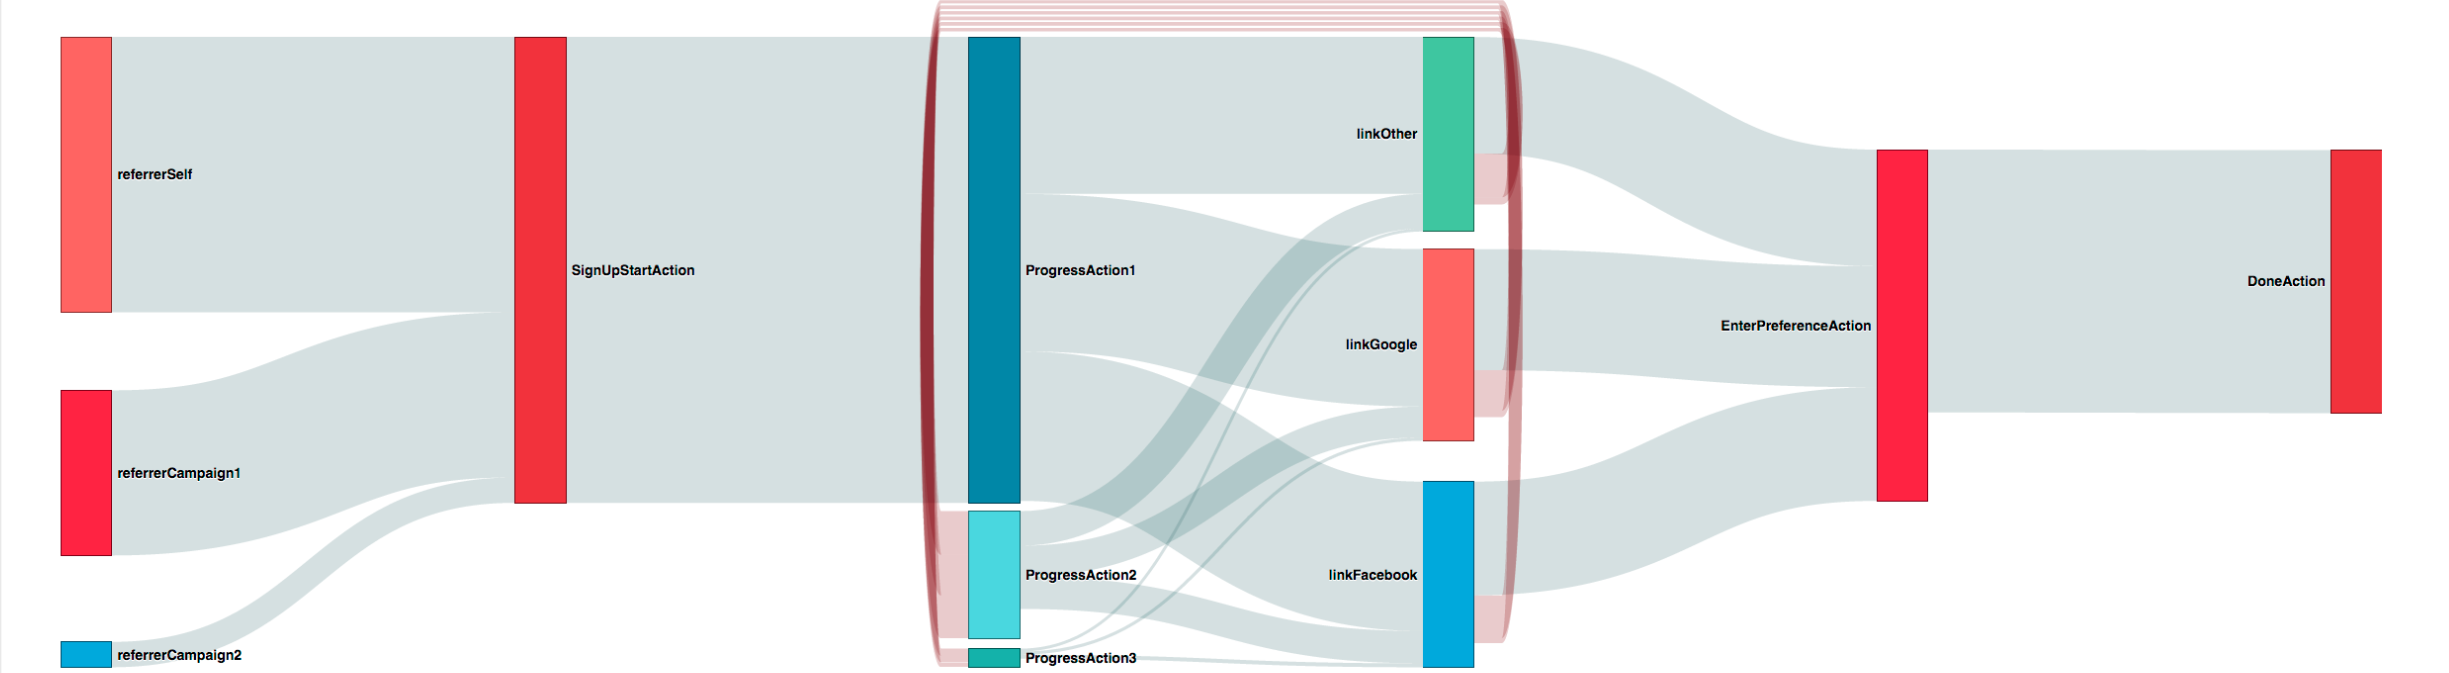 referrerSelf
referrerCampaign1
referrerCampaign2
SignUpStartAction
ProgressAction1
ProgressAction2
ProgressAction3
linkOther
linkGoogle
linkFacebook
EnterPreferenceAction
DoneAction